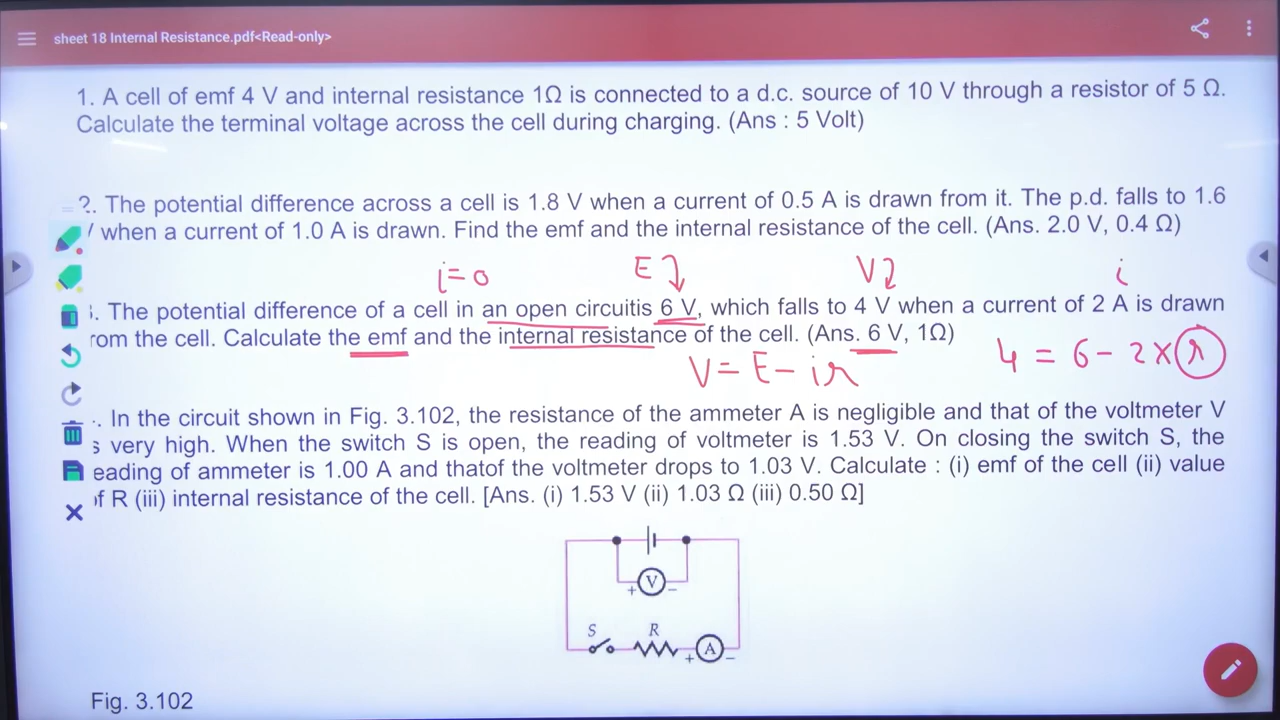 sheet 18 Internal Resistance.pdf<Read-only>
1. A cell of emf 4 V and internal resistance 1Ω is connected to a d.c. source of 10 V through a resistor of 5 Ω.
Calculate the terminal voltage across the cell during charging. (Ans : 5 Volt)
2. The potential difference across a cell is 1.8 V when a current of 0.5 A is drawn from it. The p.d. falls to 1.6
/ when a current of 1.0 A is drawn. Find the emf and the internal resistance of the cell. (Ans. 2.0 V, 0.4 Ω)
i=0 E V i
. The potential difference of a cell in an open circuitis 6 V, which falls to 4 V when a current of 2 A is drawn
rom the cell. Calculate the emf and the internal resistance of the cell. (Ans. 6 V, 1Ω)
V= E- ir 4 = 6- 2×r
. In the circuit shown in Fig. 3.102, the resistance of the ammeter A is negligible and that of the voltmeter V
s very high. When the switch S is open, the reading of voltmeter is 1.53 V. On closing the switch S, the
eading of ammeter is 1.00 A and thatof the voltmeter drops to 1.03 V. Calculate : (i) emf of the cell (ii) value
of R (iii) internal resistance of the cell. [Ans. (i) 1.53 V (ii) 1.03 Ω (iii) 0.50 Ω]
+ V −
S R
+ A −
Fig. 3.102